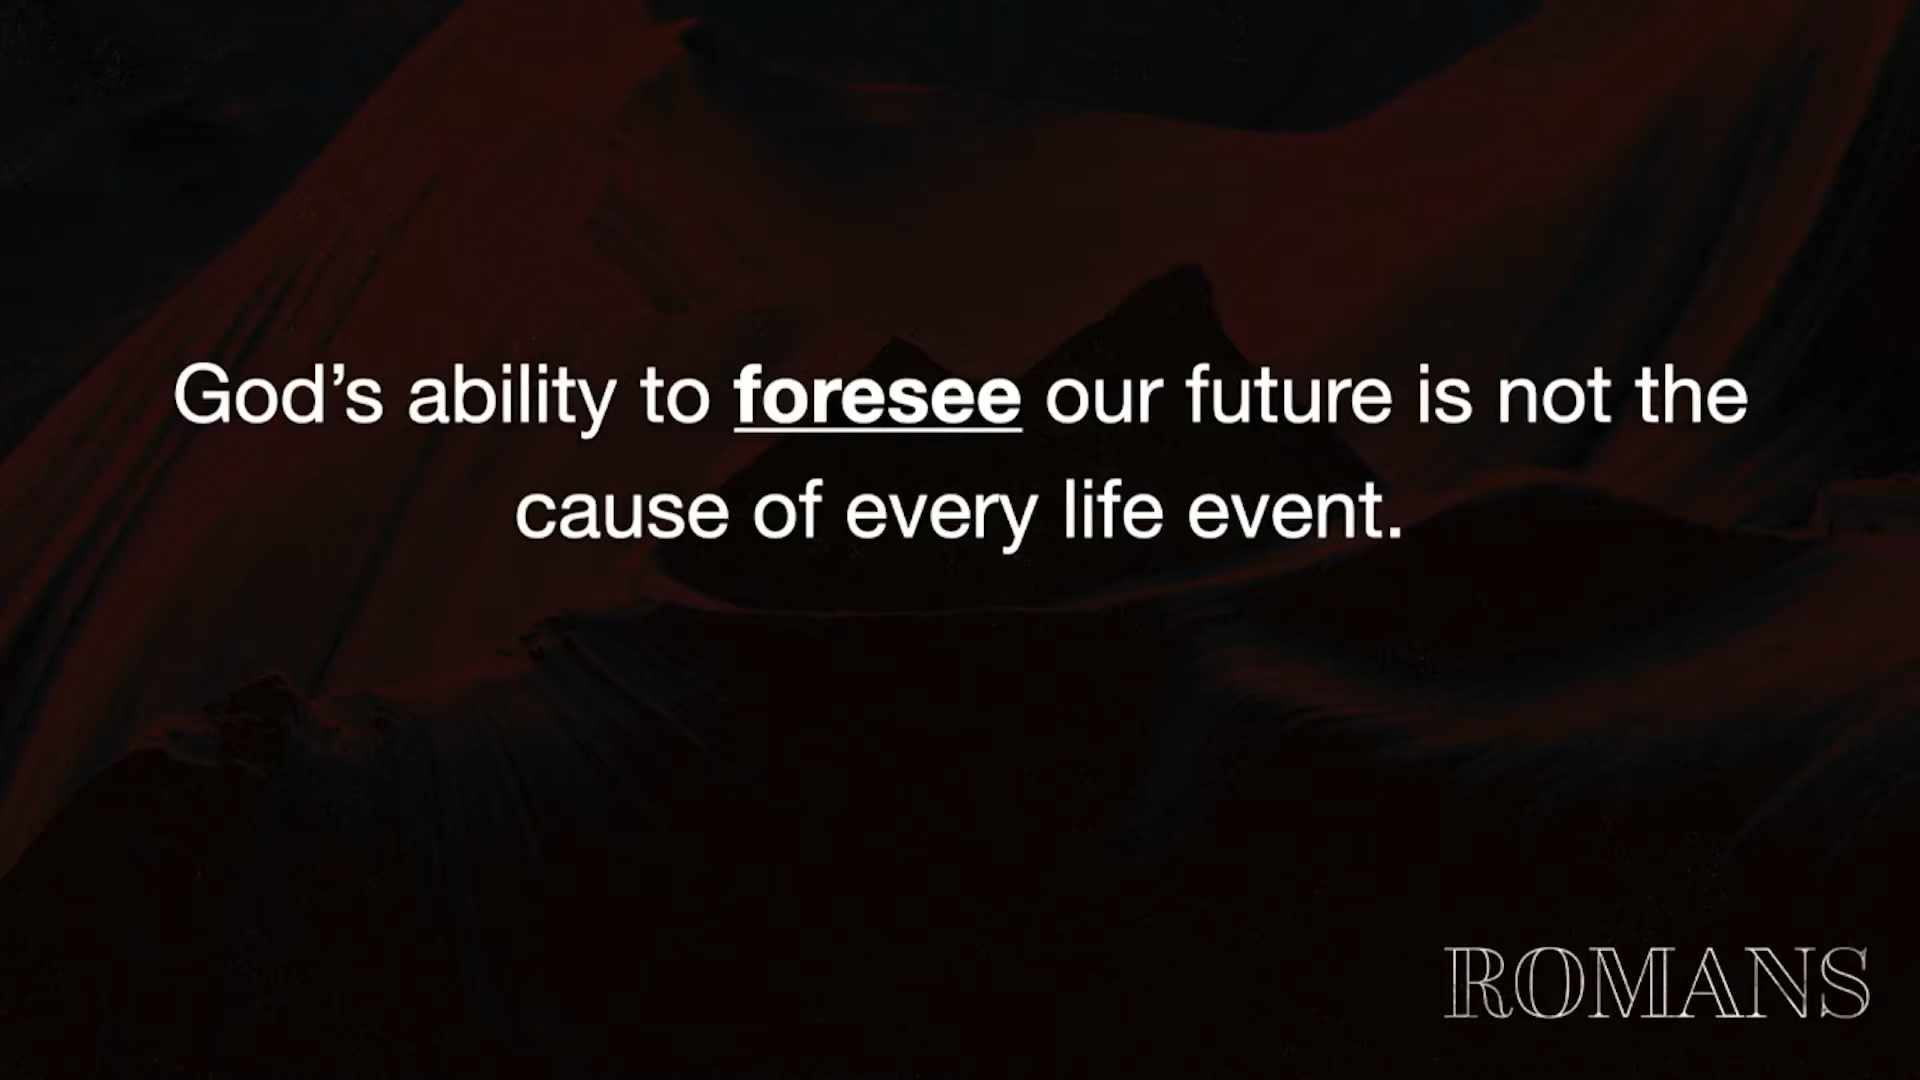 God’s ability to foresee our future is not the
cause of every life event.
ROMANS